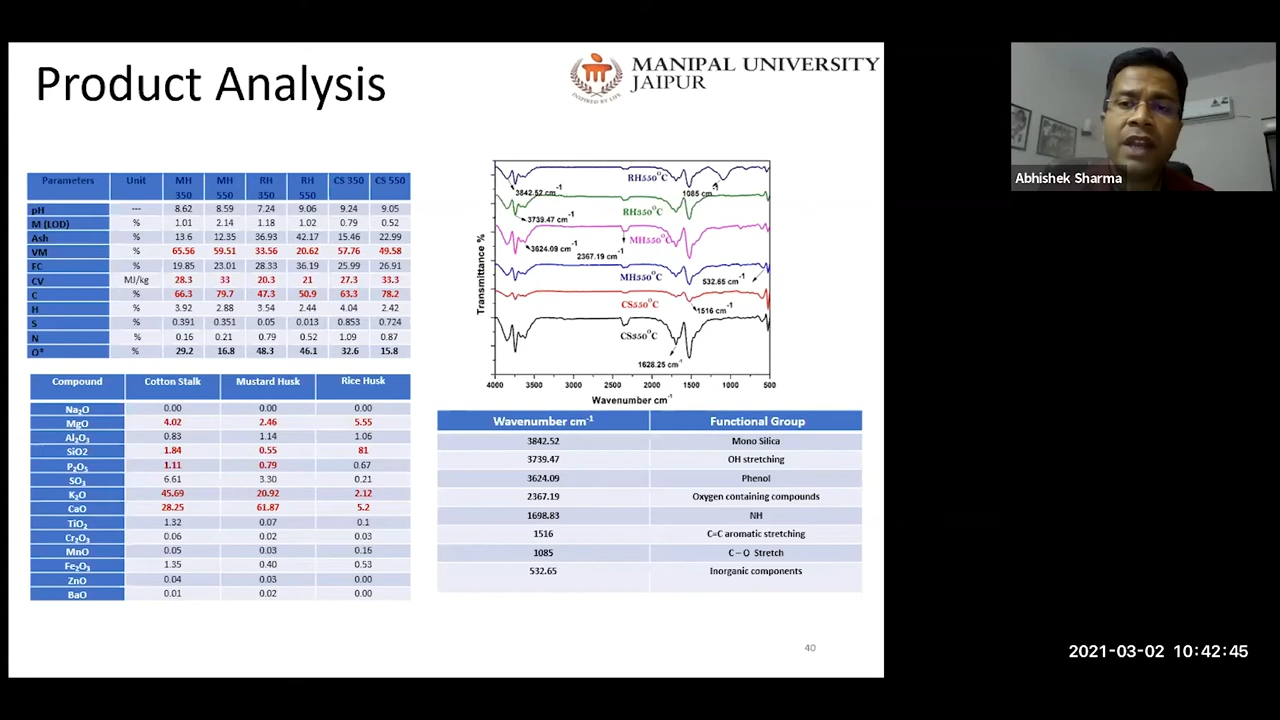 Product Analysis
MANIPAL UNIVERSITY
JAIPUR
INSPIRED BY LIFE
Abhishek Sharma
Parameters Unit MH 350 MH 550 RH 350 RH 550 CS 350 CS 550
pH --- 8.62 8.59 7.24 9.06 9.24 9.05
M (LOD) % 1.01 2.14 1.18 1.02 0.79 0.52
Ash % 13.6 12.35 36.93 42.17 15.46 22.99
VM % 65.56 59.51 33.56 20.62 57.76 49.58
FC % 19.85 23.01 28.33 36.19 25.99 26.91
CV MJ/kg 28.3 33 20.3 21 27.3 33.3
C % 66.3 79.7 47.3 50.9 63.3 78.2
H % 3.92 2.88 3.54 2.44 4.04 2.42
S % 0.391 0.351 0.05 0.013 0.853 0.724
N % 0.16 0.21 0.79 0.52 1.09 0.87
O* % 29.2 16.8 48.3 46.1 32.6 15.8
Compound Cotton Stalk Mustard Husk Rice Husk
Na₂O 0.00 0.00 0.00
MgO 4.02 2.46 5.55
Al₂O₃ 0.83 1.14 1.06
SiO2 1.84 0.55 81
P₂O₅ 1.11 0.79 0.67
SO₃ 6.61 3.30 0.21
K₂O 45.69 20.92 2.12
CaO 28.25 61.87 5.2
TiO₂ 1.32 0.07 0.1
Cr₂O₃ 0.06 0.02 0.03
MnO 0.05 0.03 0.16
Fe₂O₃ 1.35 0.40 0.53
ZnO 0.04 0.03 0.00
BaO 0.01 0.02 0.00
Transmittance %
RH550°C
3842.52 cm⁻¹
1085 cm⁻¹
RH350°C
3739.47 cm⁻¹
MH550°C
3624.09 cm⁻¹
2367.19 cm⁻¹
MH350°C
532.65 cm⁻¹
CS550°C
1516 cm⁻¹
CS350°C
1628.25 cm⁻¹
4000 3500 3000 2500 2000 1500 1000 500
Wavenumber cm⁻¹
Wavenumber cm⁻¹ Functional Group
3842.52 Mono Silica
3739.47 OH stretching
3624.09 Phenol
2367.19 Oxygen containing compounds
1698.83 NH
1516 C=C aromatic stretching
1085 C – O Stretch
532.65 Inorganic components
40
2021-03-02 10:42:45